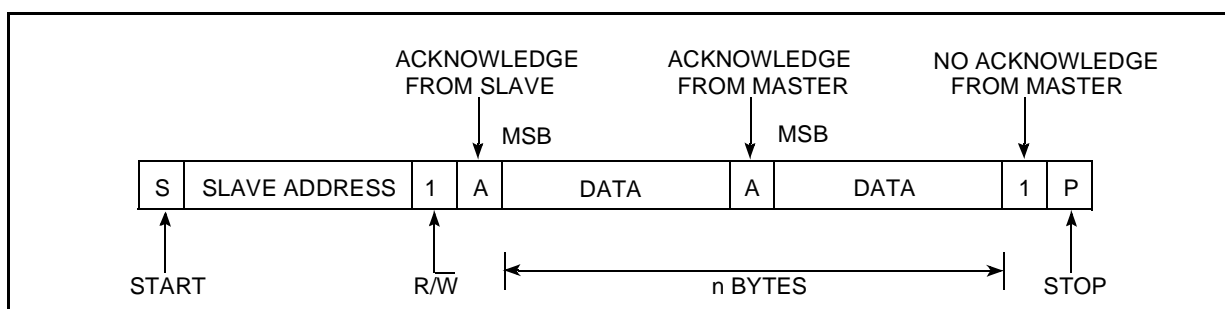 ACKNOWLEDGE
FROM SLAVE
ACKNOWLEDGE
FROM MASTER
NO ACKNOWLEDGE
FROM MASTER
MSB
MSB
S SLAVE ADDRESS 1 A DATA A DATA 1 P
START R/W̅ n BYTES STOP